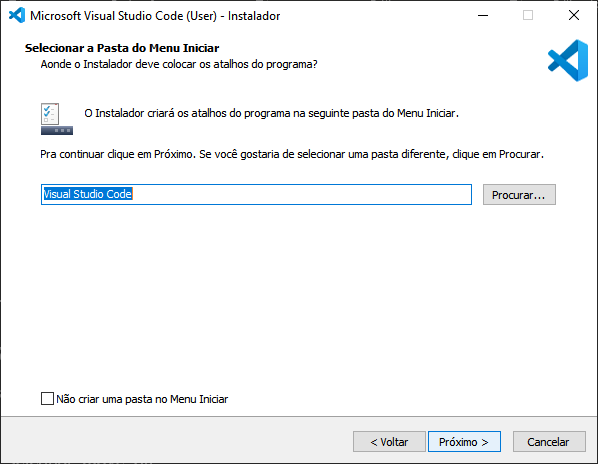 Microsoft Visual Studio Code (User) - Instalador
Selecionar a Pasta do Menu Iniciar
Aonde o Instalador deve colocar os atalhos do programa?
O Instalador criará os atalhos do programa na seguinte pasta do Menu Iniciar.
Pra continuar clique em Próximo. Se você gostaria de selecionar uma pasta diferente, clique em Procurar.
Visual Studio Code
Procurar...
Não criar uma pasta no Menu Iniciar
< Voltar
Próximo >
Cancelar